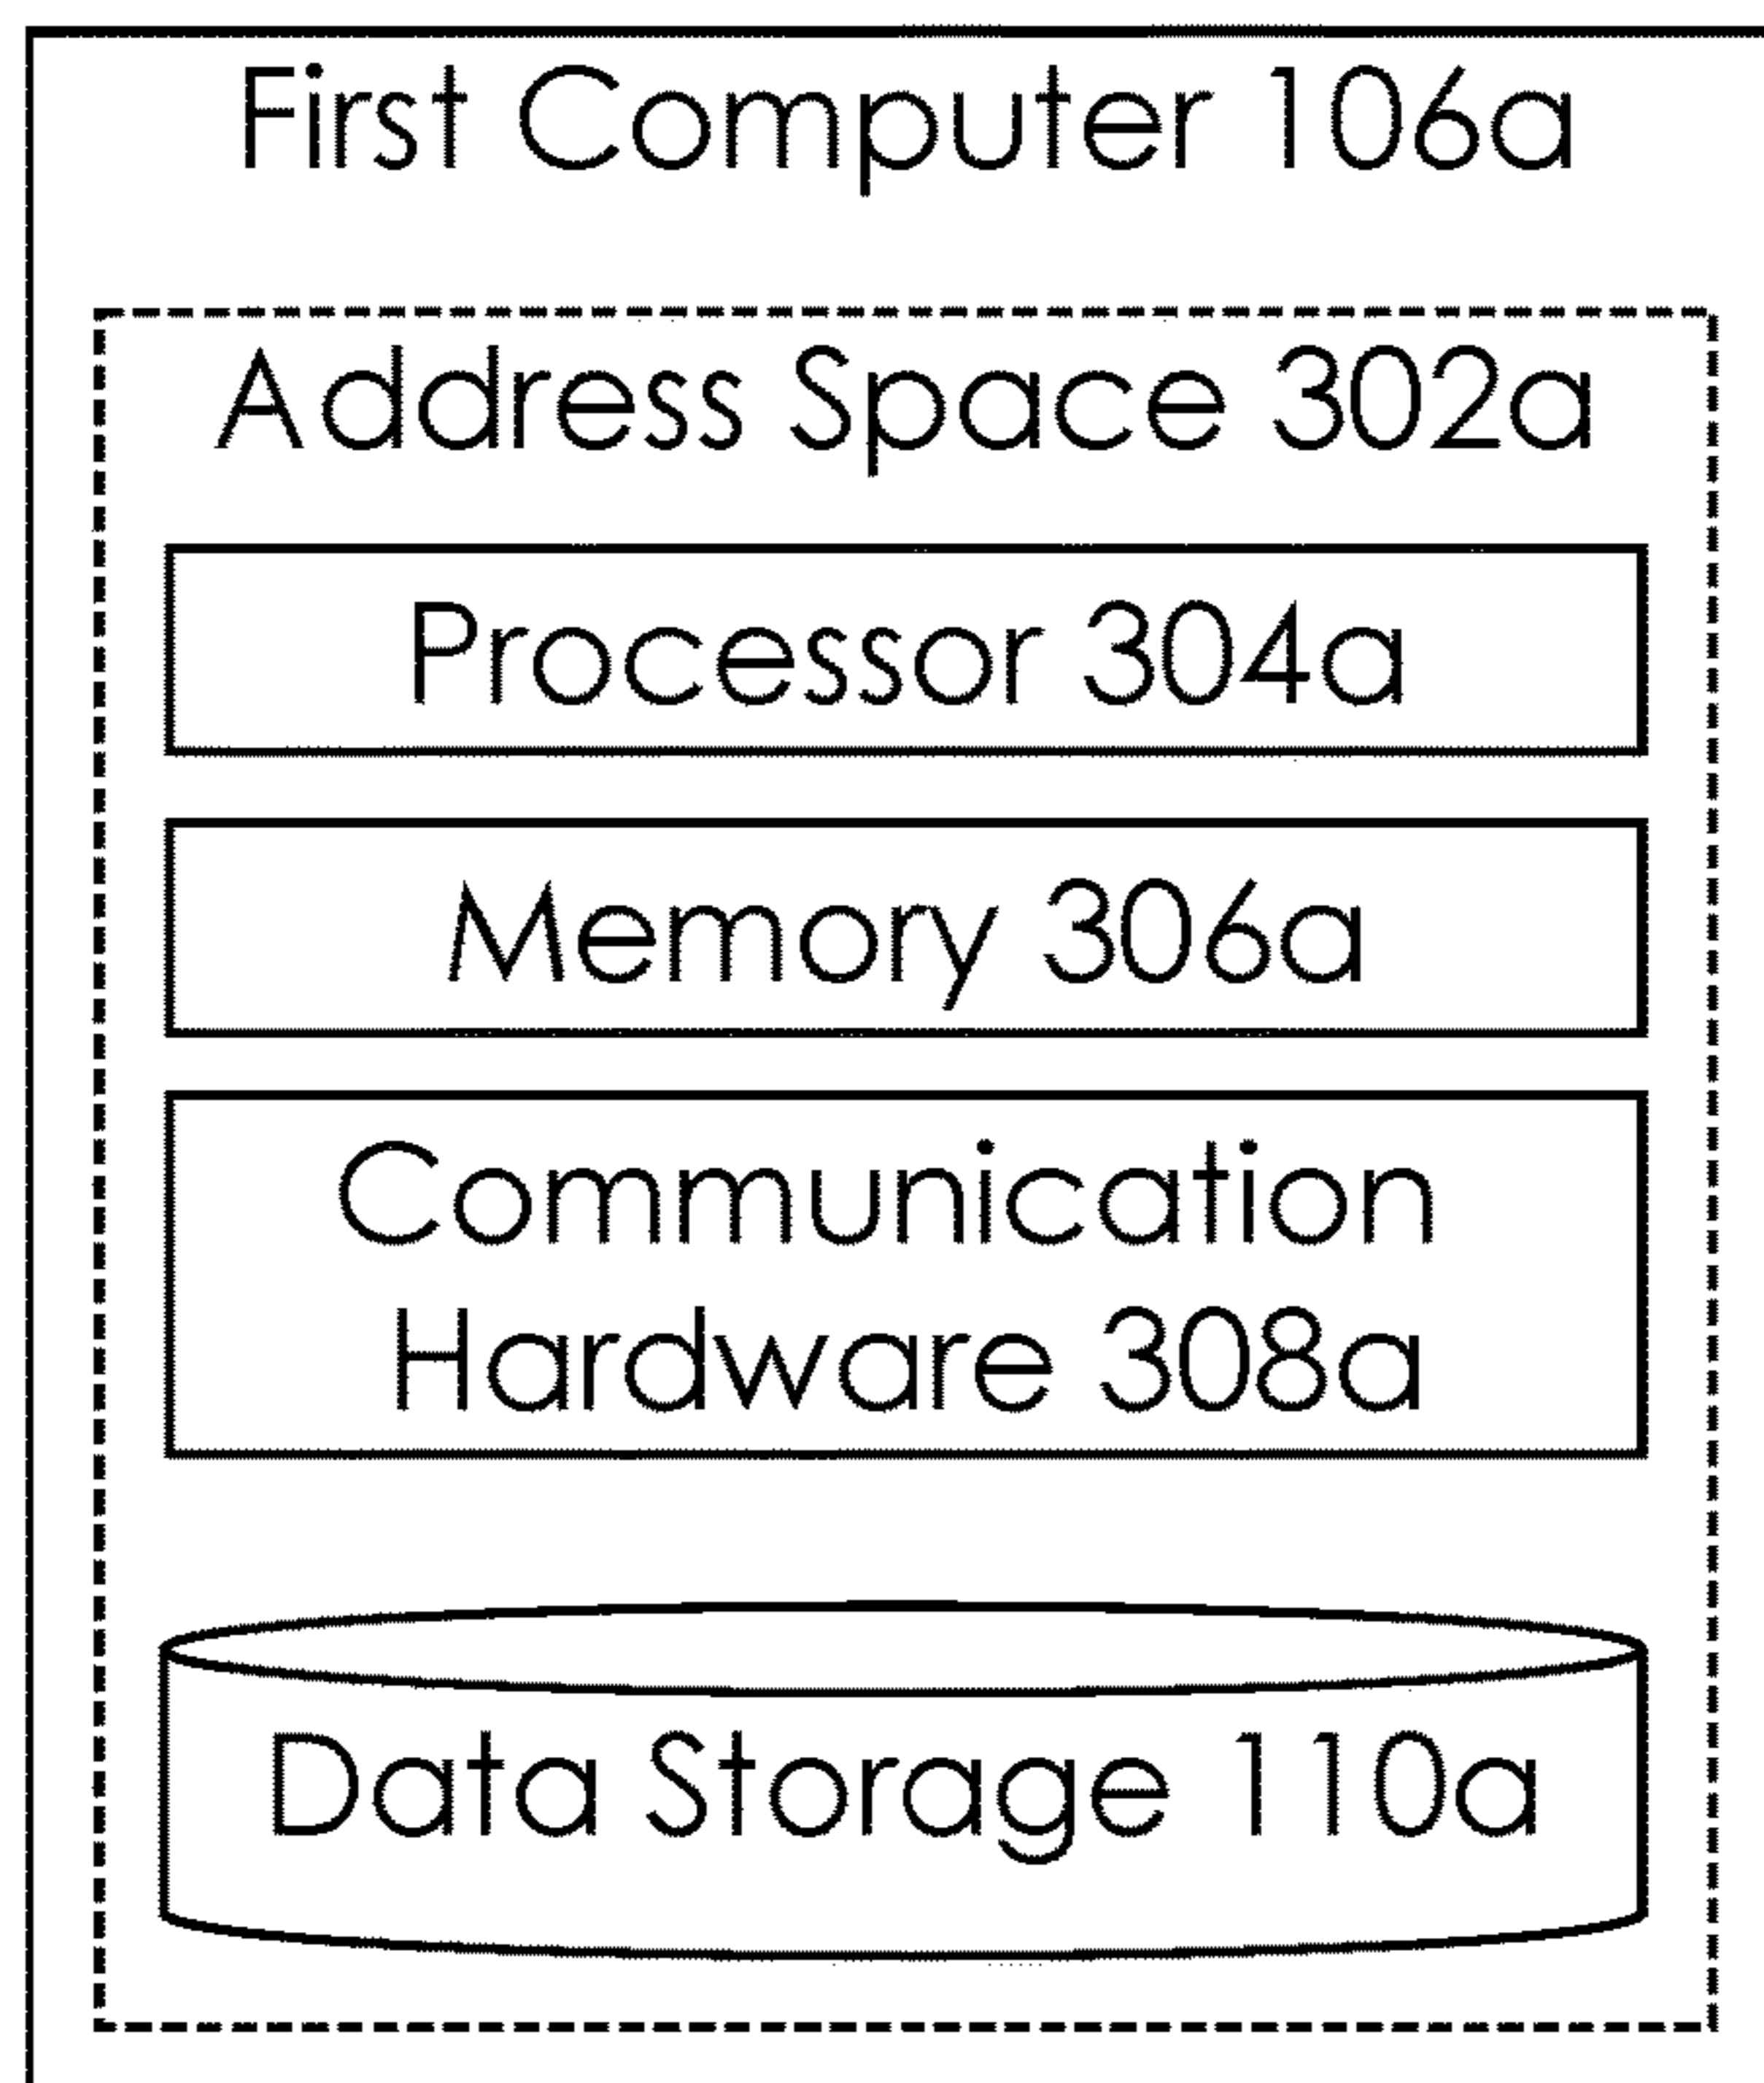 First Computer 106a
Address Space 302a
Processor 304a
Memory 306a
Communication
Hardware 308a
Data Storage 110a